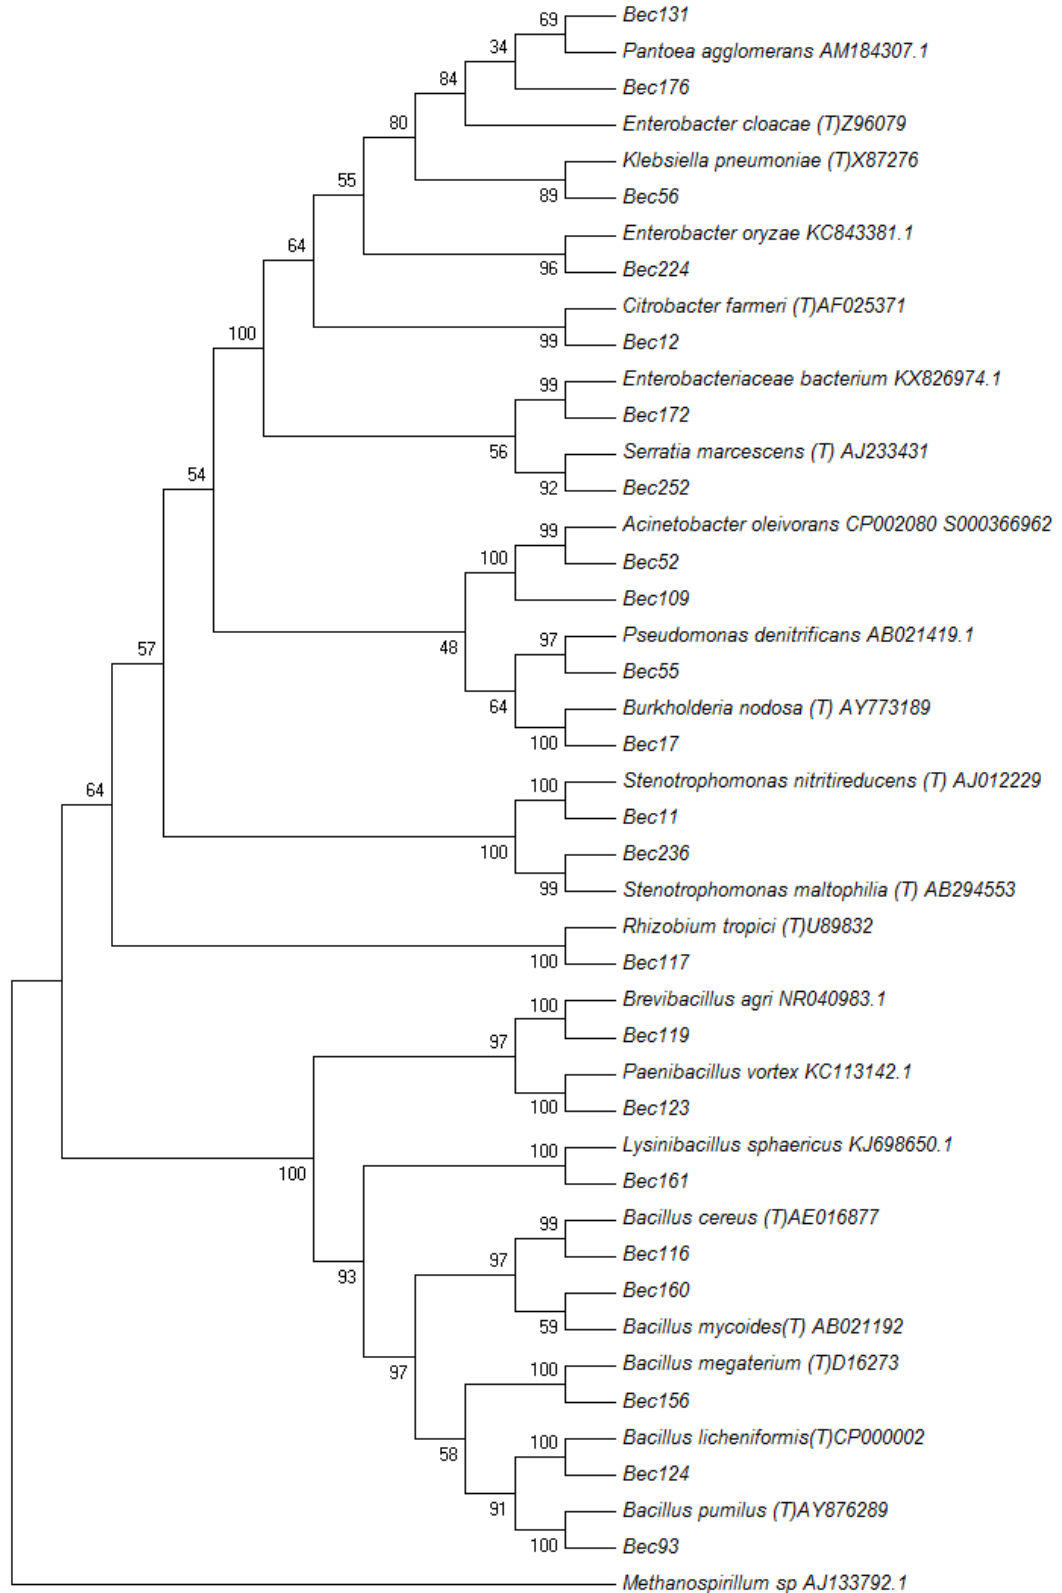 69
Bec131
34
Pantoea agglomerans AM184307.1
84
Bec176
80
Enterobacter cloacae (T)Z96079
Klebsiella pneumoniae (T)X87276
55
89
Bec56
Enterobacter oryzae KC843381.1
64
96
Bec224
Citrobacter farmeri (T)AF025371
100
99
Bec12
99
Enterobacteriaceae bacterium KX826974.1
Bec172
56
Serratia marcescens (T) AJ233431
54
92
Bec252
99
Acinetobacter oleivorans CP002080 S000366962
100
Bec52
Bec109
57
48
97
Pseudomonas denitrificans AB021419.1
Bec55
64
Burkholderia nodosa (T) AY773189
100
Bec17
64
100
Stenotrophomonas nitritireducens (T) AJ012229
Bec11
100
Bec236
99
Stenotrophomonas maltophilia (T) AB294553
Rhizobium tropici (T)U89832
100
Bec117
100
Brevibacillus agri NR040983.1
97
Bec119
Paenibacillus vortex KC113142.1
100
Bec123
100
Lysinibacillus sphaericus KJ698650.1
100
Bec161
99
Bacillus cereus (T)AE016877
97
Bec116
93
Bec160
59
Bacillus mycoides(T) AB021192
97
100
Bacillus megaterium (T)D16273
Bec156
58
100
Bacillus licheniformis(T)CP000002
Bec124
91
Bacillus pumilus (T)AY876289
100
Bec93
Methanospirillum sp AJ133792.1